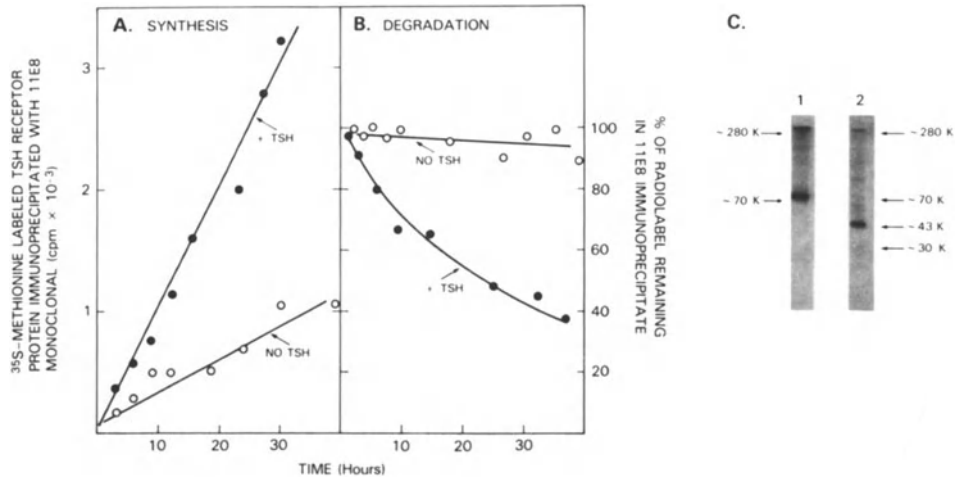 A. SYNTHESIS
B. DEGRADATION
C.
³⁵S-METHIONINE LABELED TSH RECEPTOR
PROTEIN IMMUNOPRECIPITATED WITH 11E8
MONOCLONAL (cpm × 10⁻³)
3
2
1
+ TSH
NO TSH
10
20
30
NO TSH
+ TSH
10
20
30
TIME (Hours)
100
80
60
40
20
% OF RADIOLABEL REMAINING
IN 11E8 IMMUNOPRECIPITATE
1
2
~280 K
~70 K
~280 K
~70 K
~43 K
~30 K